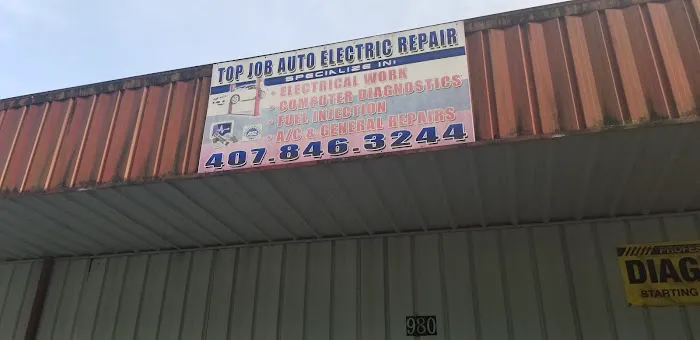 TOP JOB AUTO ELECTRIC REPAIR
SPECIALIZE IN:
- ELECTRICAL WORK
- COMPUTER DIAGNOSTICS
- FUEL INJECTION
- A/C & GENERAL REPAIRS
407.846.3244
DIAG
STARTING
980